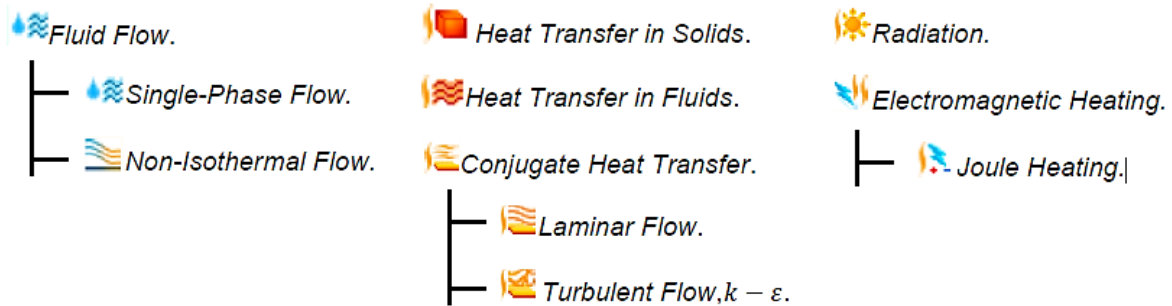 Fluid Flow.
Single-Phase Flow.
Non-Isothermal Flow.
Heat Transfer in Solids.
Heat Transfer in Fluids.
Conjugate Heat Transfer.
Laminar Flow.
Turbulent Flow,k − ε.
Radiation.
Electromagnetic Heating.
Joule Heating.